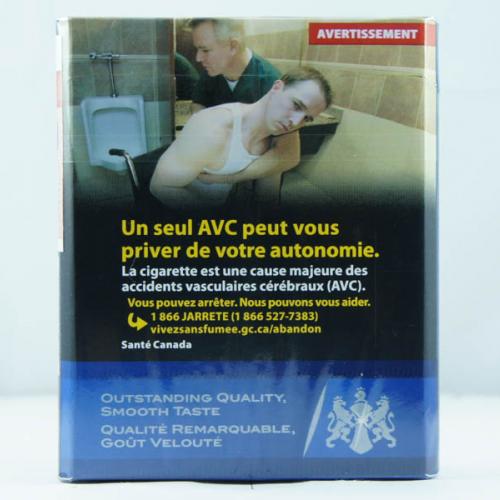 AVERTISSEMENT
Un seul AVC peut vous
priver de votre autonomie.
La cigarette est une cause majeure des
accidents vasculaires cérébraux (AVC).
Vous pouvez arrêter. Nous pouvons vous aider.
1 866 JARRETE (1 866 527-7383)
vivezsansfumee.gc.ca/abandon
Santé Canada
OUTSTANDING QUALITY,
SMOOTH TASTE
QUALITÉ REMARQUABLE,
GOÛT VELOUTÉ